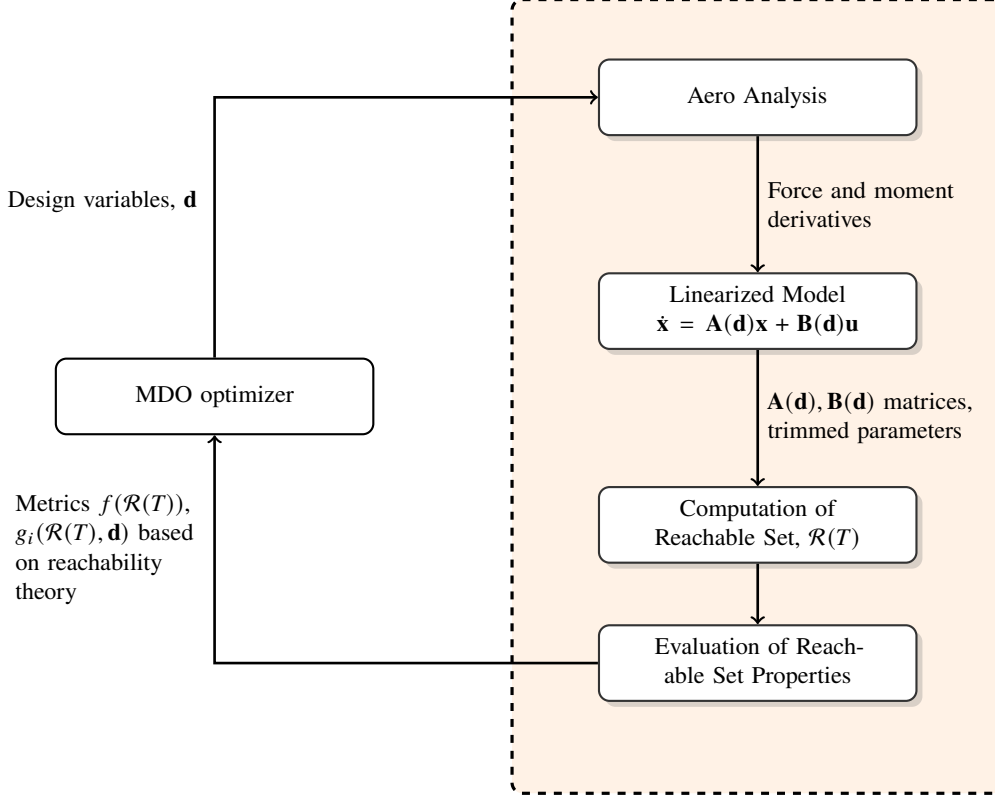 Aero Analysis
Design variables, d
Force and moment
derivatives
Linearized Model
ẋ = A(d)x + B(d)u
MDO optimizer
A(d), B(d) matrices,
trimmed parameters
Metrics f(ℛ(T)),
gᵢ(ℛ(T), d) based
on reachability
theory
Computation of
Reachable Set, ℛ(T)
Evaluation of Reach-
able Set Properties